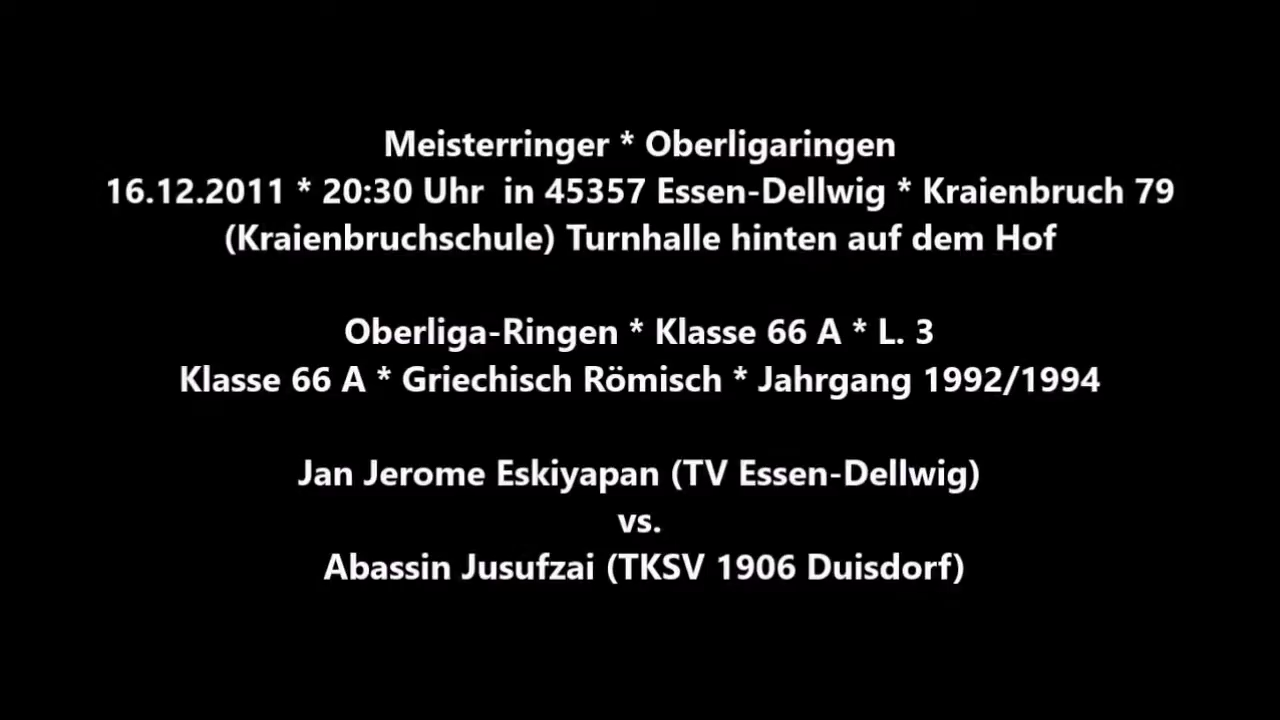 Meisterringer * Oberligaringen
16.12.2011 * 20:30 Uhr  in 45357 Essen-Dellwig * Kraienbruch 79
(Kraienbruchschule) Turnhalle hinten auf dem Hof
Oberliga-Ringen * Klasse 66 A * L. 3
Klasse 66 A * Griechisch Römisch * Jahrgang 1992/1994
Jan Jerome Eskiyapan (TV Essen-Dellwig)
vs.
Abassin Jusufzai (TKSV 1906 Duisdorf)